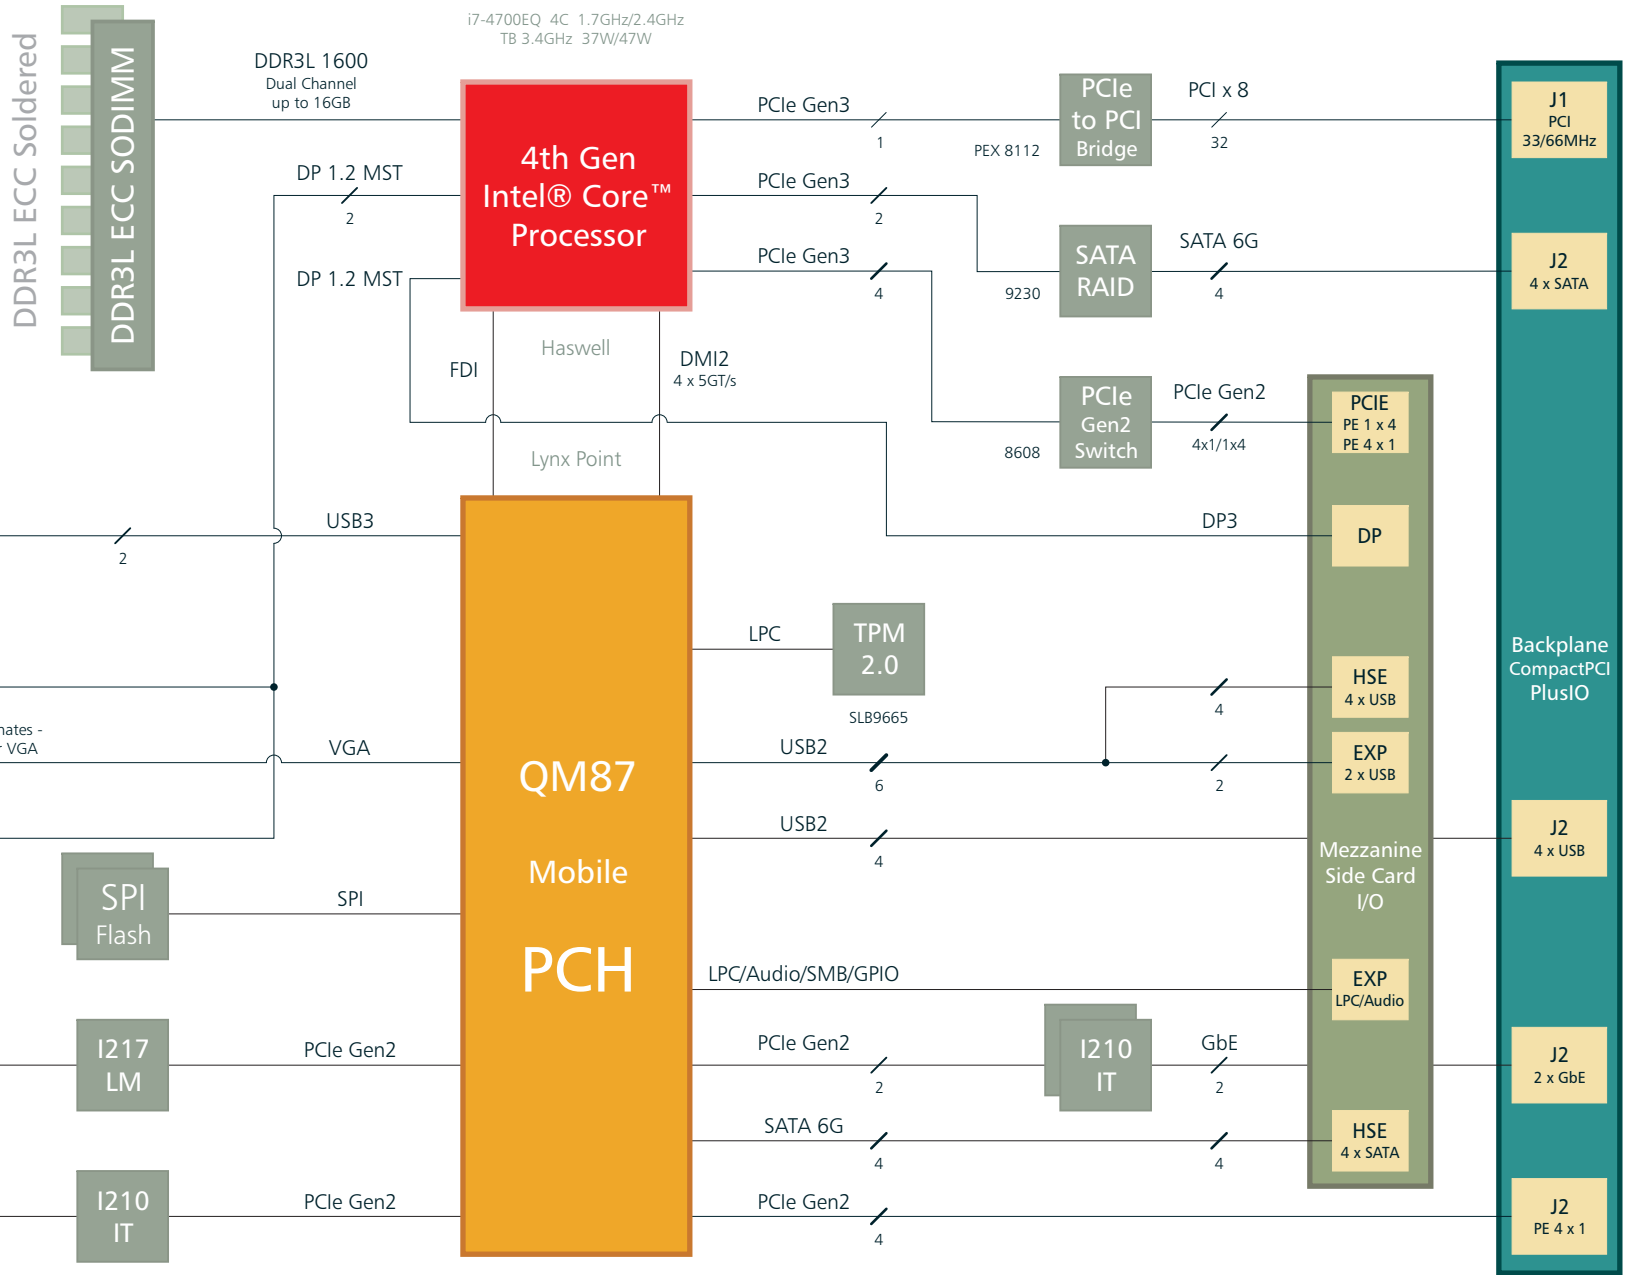 i7-4700EQ 4C 1.7GHz/2.4GHz
TB 3.4GHz 37W/47W
DDR3L ECC Soldered
DDR3L ECC SODIMM
DDR3L 1600
Dual Channel
up to 16GB
4th Gen
Intel® Core™
Processor
PCIe Gen3
1
PEX 8112
PCIe
to PCI
Bridge
PCI x 8
32
J1
PCI
33/66MHz
DP 1.2 MST
2
PCIe Gen3
2
SATA
RAID
9230
SATA 6G
4
J2
4 x SATA
DP 1.2 MST
PCIe Gen3
4
Haswell
FDI
DMI2
4 x 5GT/s
Lynx Point
PCIe
Gen2
Switch
8608
PCIe Gen2
4x1/1x4
PCIE
PE 1 x 4
PE 4 x 1
USB3
2
DP3
DP
LPC
TPM
2.0
SLB9665
Backplane
CompactPCI
PlusIO
HSE
4 x USB
4
nates -
r VGA
VGA
QM87
Mobile
PCH
USB2
6
2
EXP
2 x USB
USB2
4
J2
4 x USB
Mezzanine
Side Card
I/O
SPI
Flash
SPI
LPC/Audio/SMB/GPIO
EXP
LPC/Audio
I217
LM
PCIe Gen2
PCIe Gen2
2
I210
IT
GbE
2
J2
2 x GbE
SATA 6G
4
4
HSE
4 x SATA
I210
IT
PCIe Gen2
PCIe Gen2
4
J2
PE 4 x 1